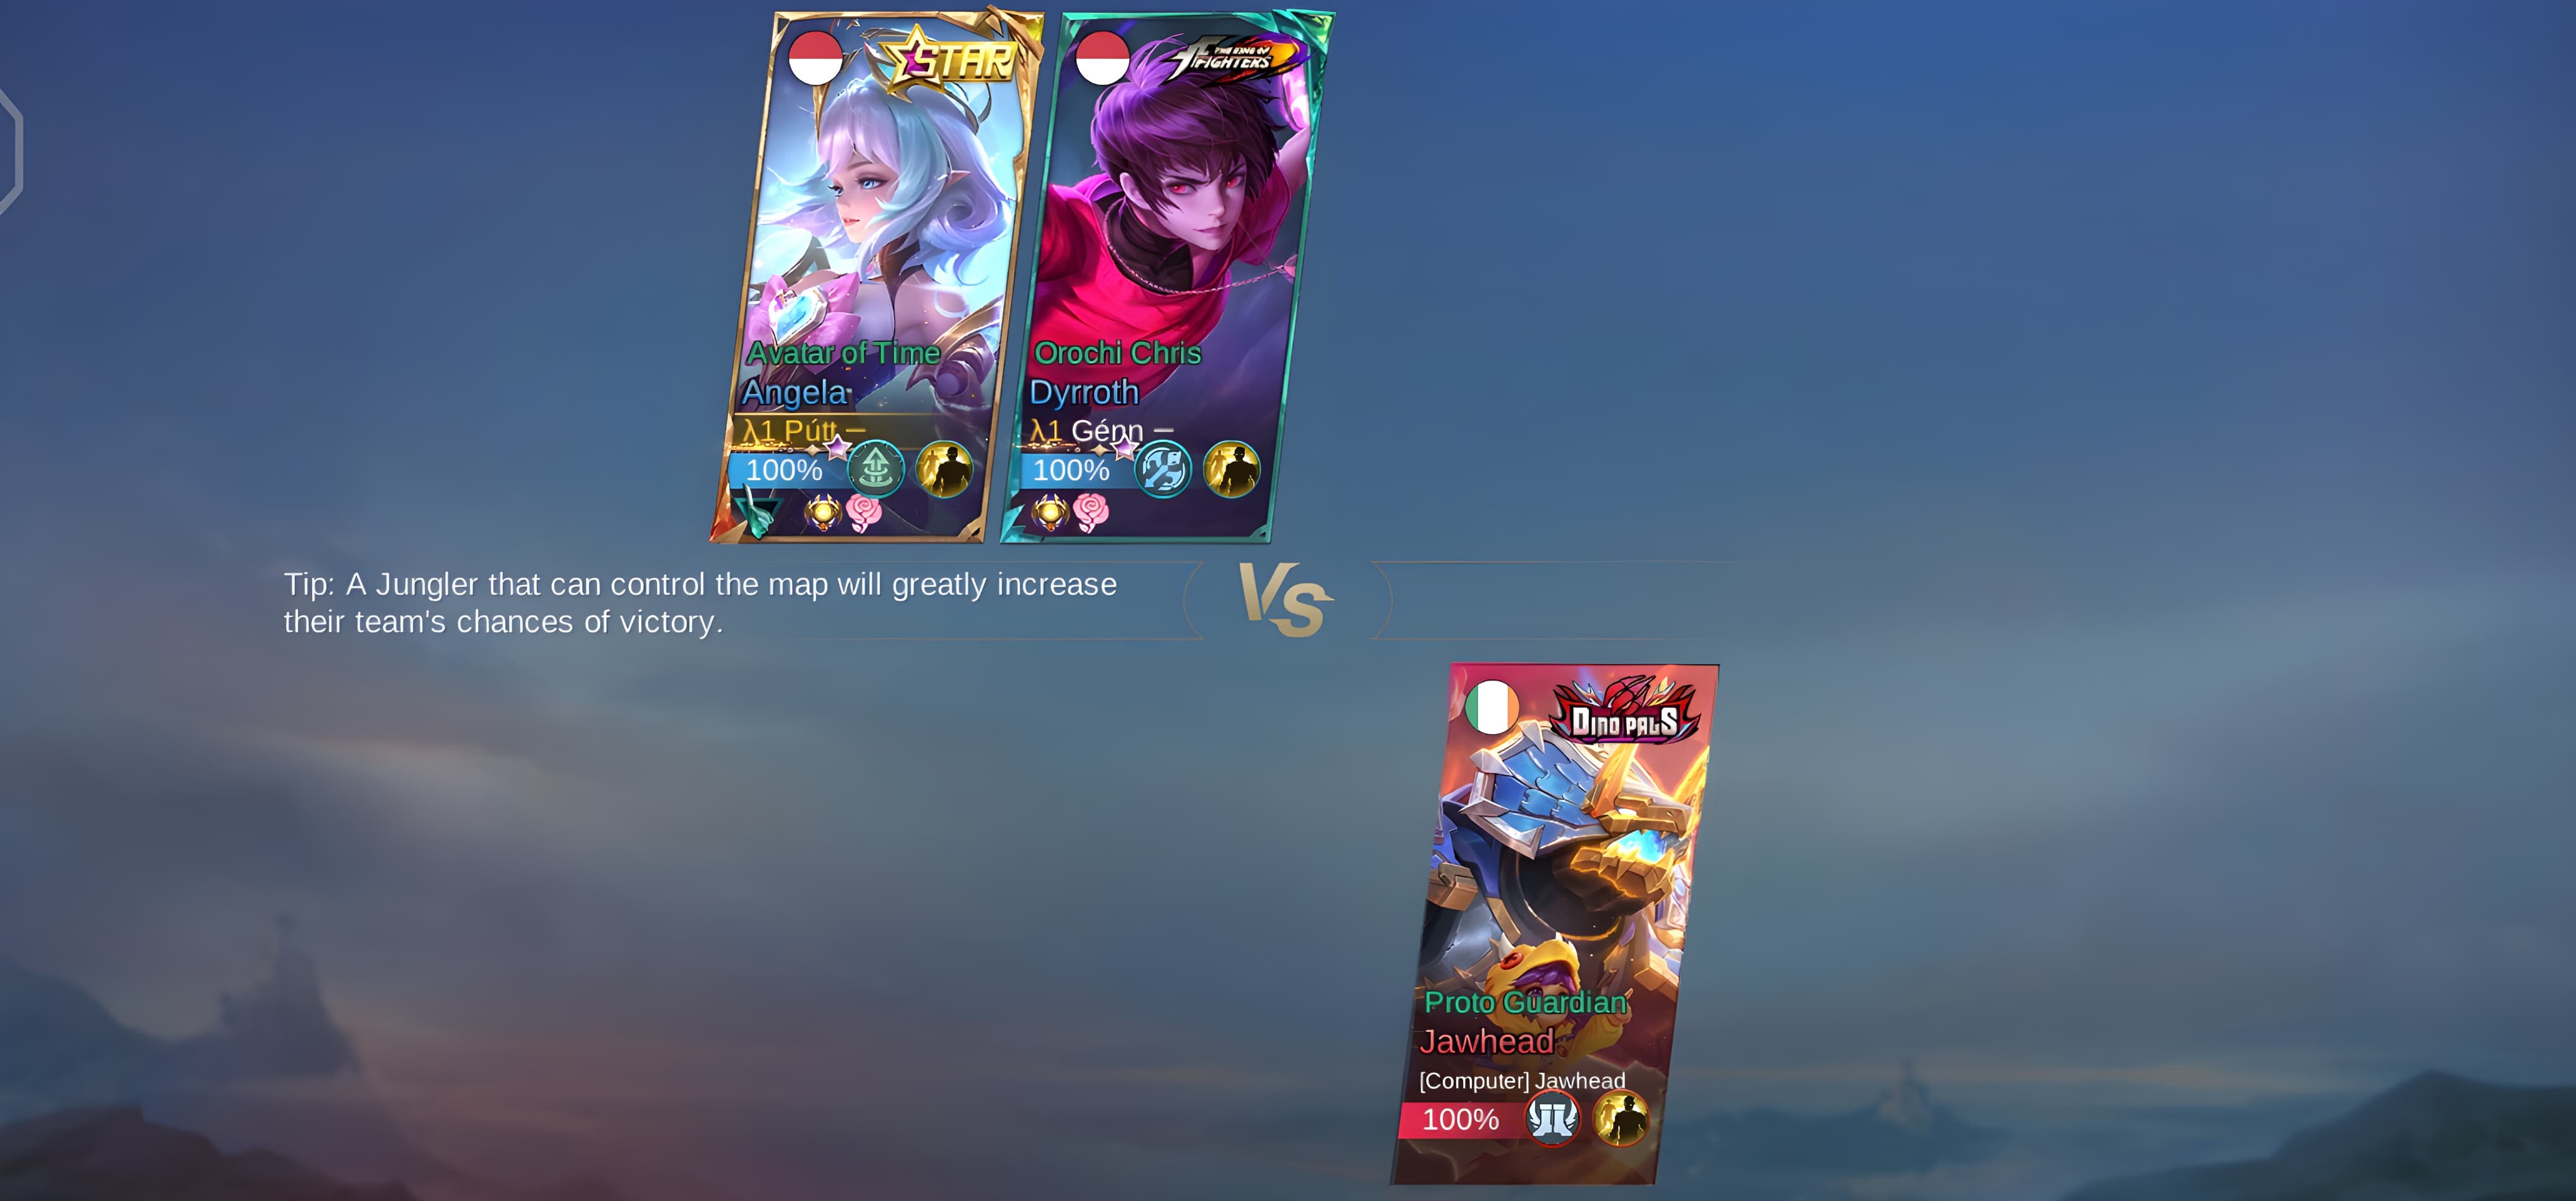 STAR
THE KING OF
FIGHTERS
Avatar of Time
Orochi Chris
Angela
Dyrroth
λ1 Pútt —
λ1 Génn —
100%
100%
Tip: A Jungler that can control the map will greatly increase
their team's chances of victory.
VS
DINO PALS
Proto Guardian
Jawhead
[Computer] Jawhead
100%